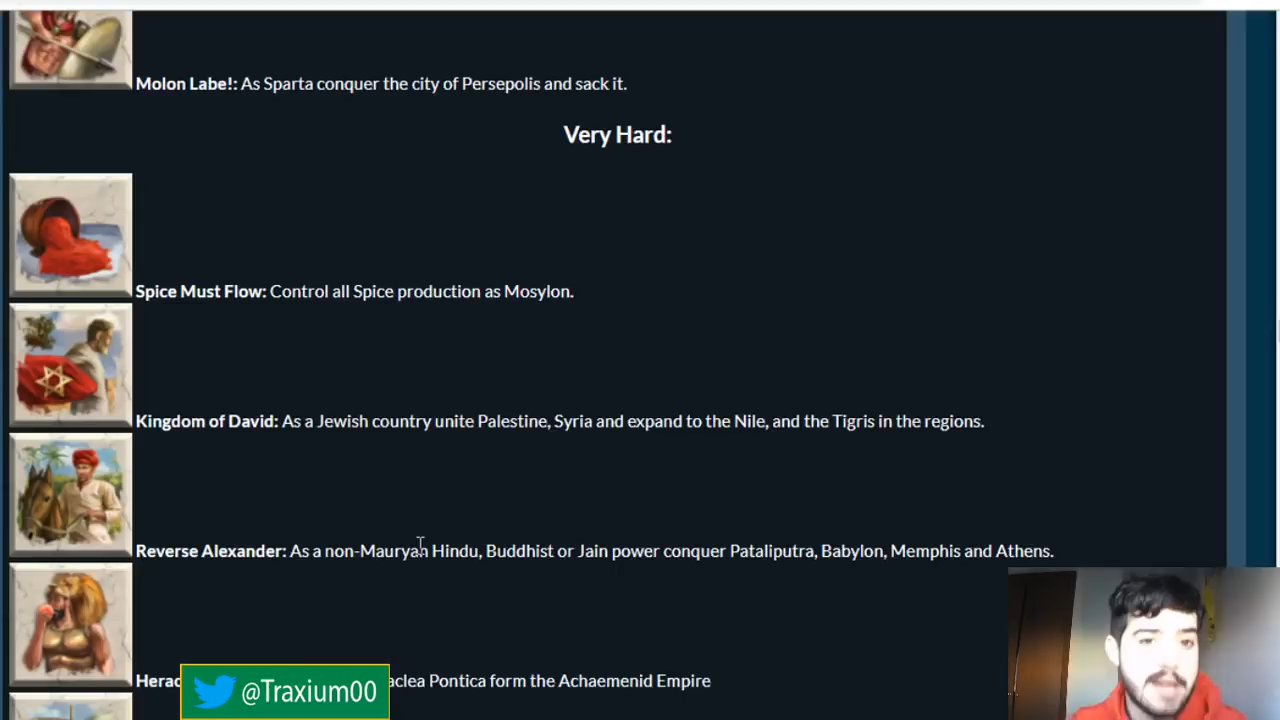 Molon Labe!: As Sparta conquer the city of Persepolis and sack it.
Very Hard:
Spice Must Flow: Control all Spice production as Mosylon.
Kingdom of David: As a Jewish country unite Palestine, Syria and expand to the Nile, and the Tigris in the regions.
Reverse Alexander: As a non-Mauryan Hindu, Buddhist or Jain power conquer Pataliputra, Babylon, Memphis and Athens.
Pontica form the Achaemenid Empire
@Traxium00